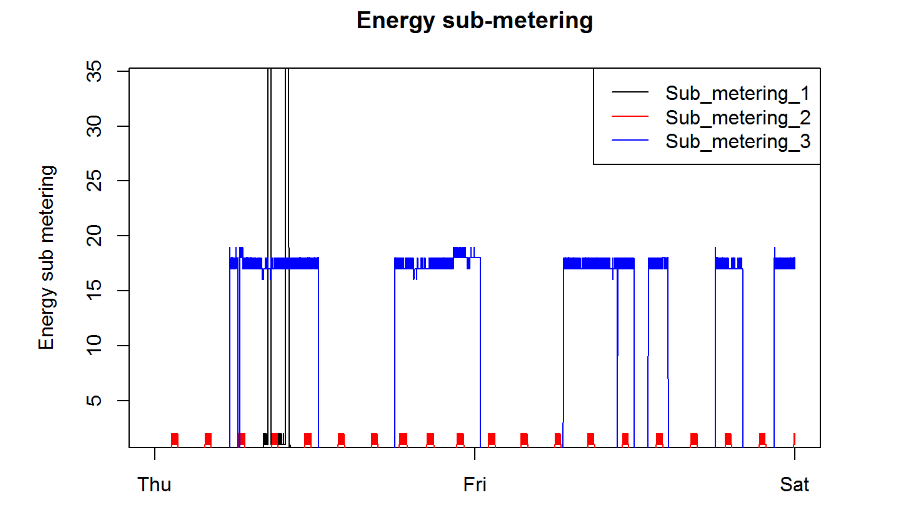 Energy sub-metering
Sub_metering_1
Sub_metering_2
Sub_metering_3
Energy sub metering
35
30
25
20
15
10
5
Thu
Fri
Sat